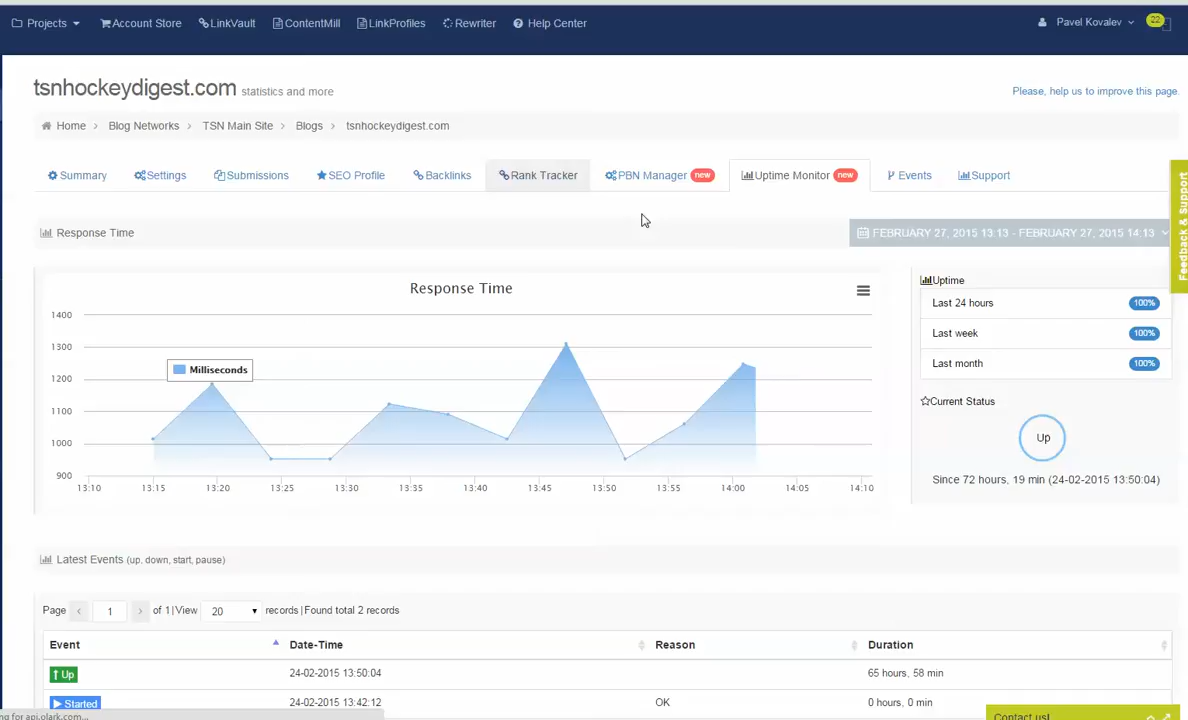 Projects Account Store LinkVault ContentMill LinkProfiles Rewriter Help Center Pavel Kovalev 22
tsnhockeydigest.com statistics and more Please, help us to improve this page.
Home > Blog Networks > TSN Main Site > Blogs > tsnhockeydigest.com
Summary Settings Submissions SEO Profile Backlinks Rank Tracker PBN Manager new Uptime Monitor new Events Support
Feedback & Support
Response Time FEBRUARY 27, 2015 13:13 - FEBRUARY 27, 2015 14:13
Response Time
1400
1300
1200
1100
1000
900
Milliseconds
13:10 13:15 13:20 13:25 13:30 13:35 13:40 13:45 13:50 13:55 14:00 14:05 14:10
Uptime
Last 24 hours 100%
Last week 100%
Last month 100%
Current Status
Up
Since 72 hours, 19 min (24-02-2015 13:50:04)
Latest Events (up, down, start, pause)
Page < 1 > of 1 | View 20 records | Found total 2 records
Event Date-Time Reason Duration
Up 24-02-2015 13:50:04 65 hours, 58 min
Started 24-02-2015 13:42:12 OK 0 hours, 0 min
ng for api.olark.com...
Contact us!